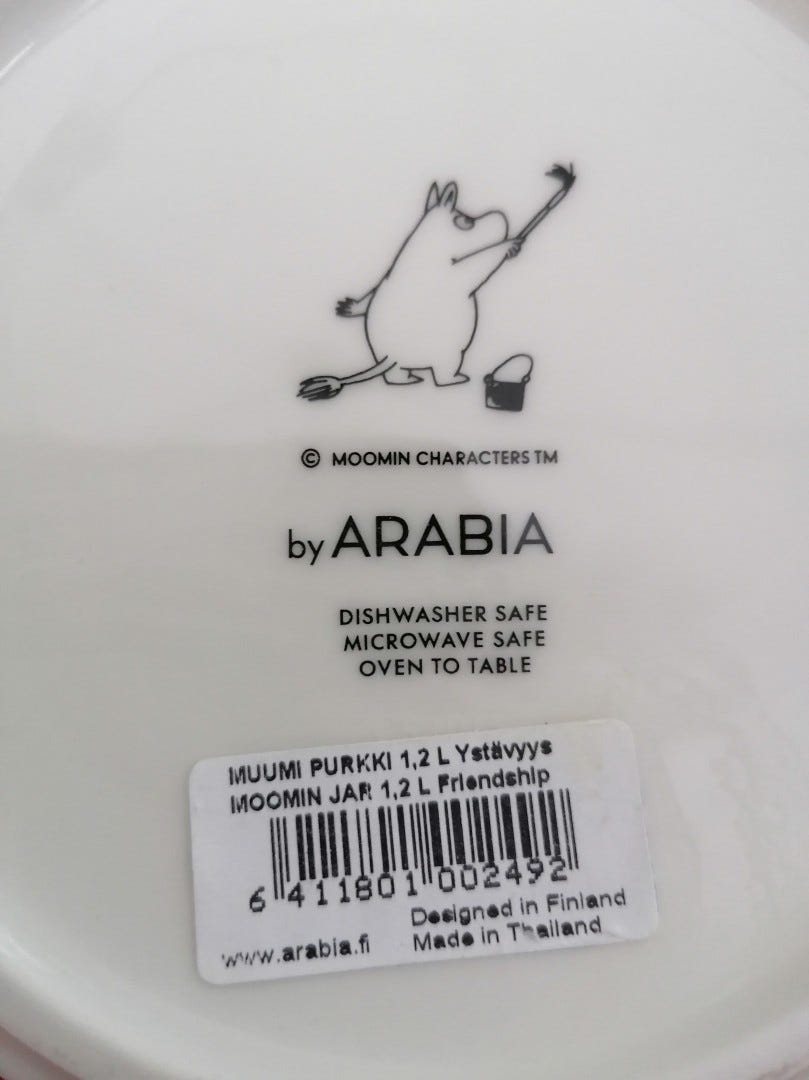 © MOOMIN CHARACTERS TM
by ARABIA
DISHWASHER SAFE
MICROWAVE SAFE
OVEN TO TABLE
MUUMI PURKKI 1,2 L Ystävyys
MOOMIN JAR 1,2 L Friendship
6 411801 002492
Designed in Finland
www.arabia.fi Made in Thailand